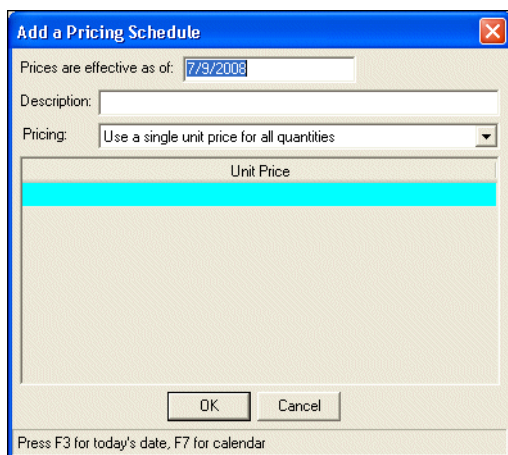 Add a Pricing Schedule
Prices are effective as of: 7/9/2008
Description:
Pricing: Use a single unit price for all quantities
Unit Price
OK Cancel
Press F3 for today's date, F7 for calendar